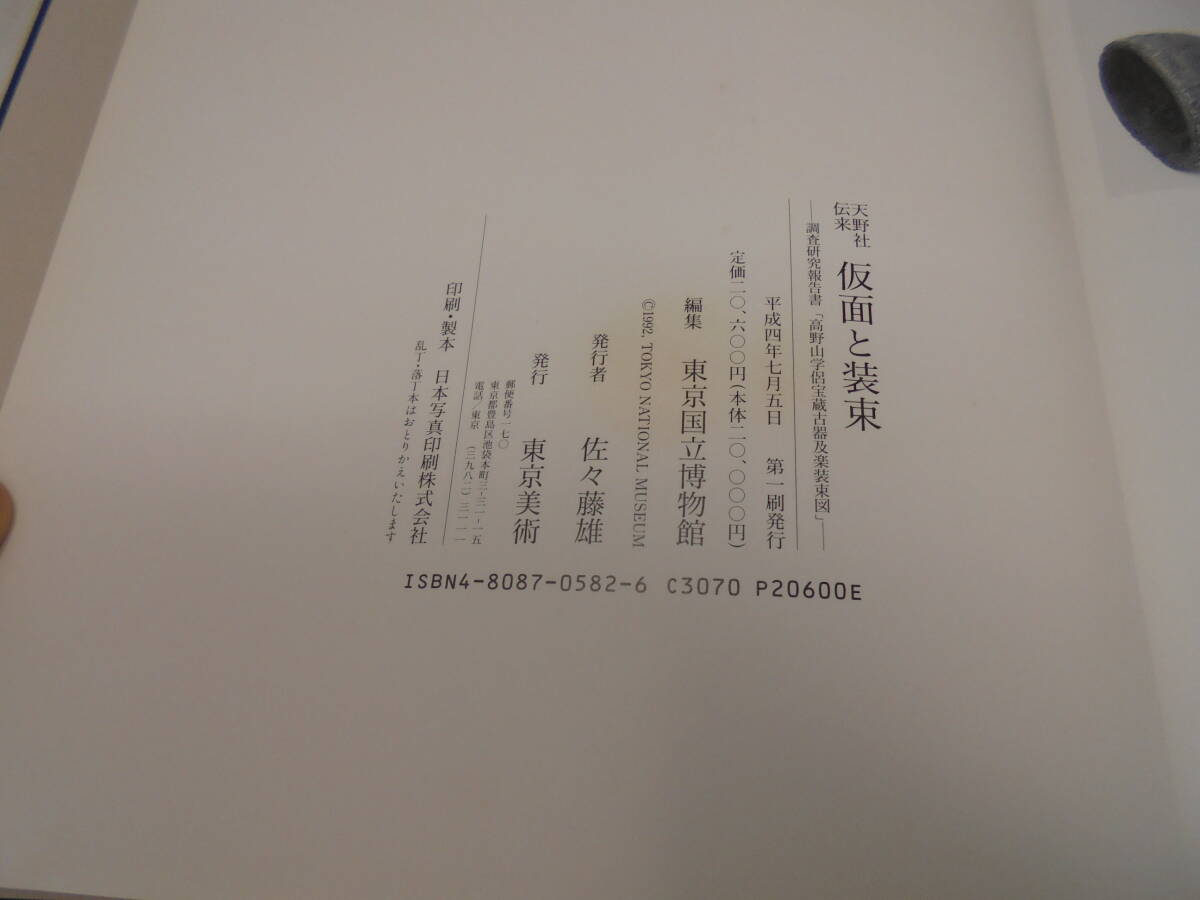 天野社伝来 仮面と装束
―調査研究報告書「高野山学侶宝蔵古器及楽装束図」―
平成四年七月五日 第一刷発行
定価二〇、六〇〇円(本体二〇、〇〇〇円)
編集 東京国立博物館
©1992, TOKYO NATIONAL MUSEUM
発行者 佐々藤雄
発行 東京美術
郵便番号一七〇
東京都豊島区池袋本町三-三一-一五
電話/東京 (三九八二)三一一一
印刷・製本 日本写真印刷株式会社
乱丁・落丁本はおとりかえいたします
ISBN4-8087-0582-6 C3070 P20600E